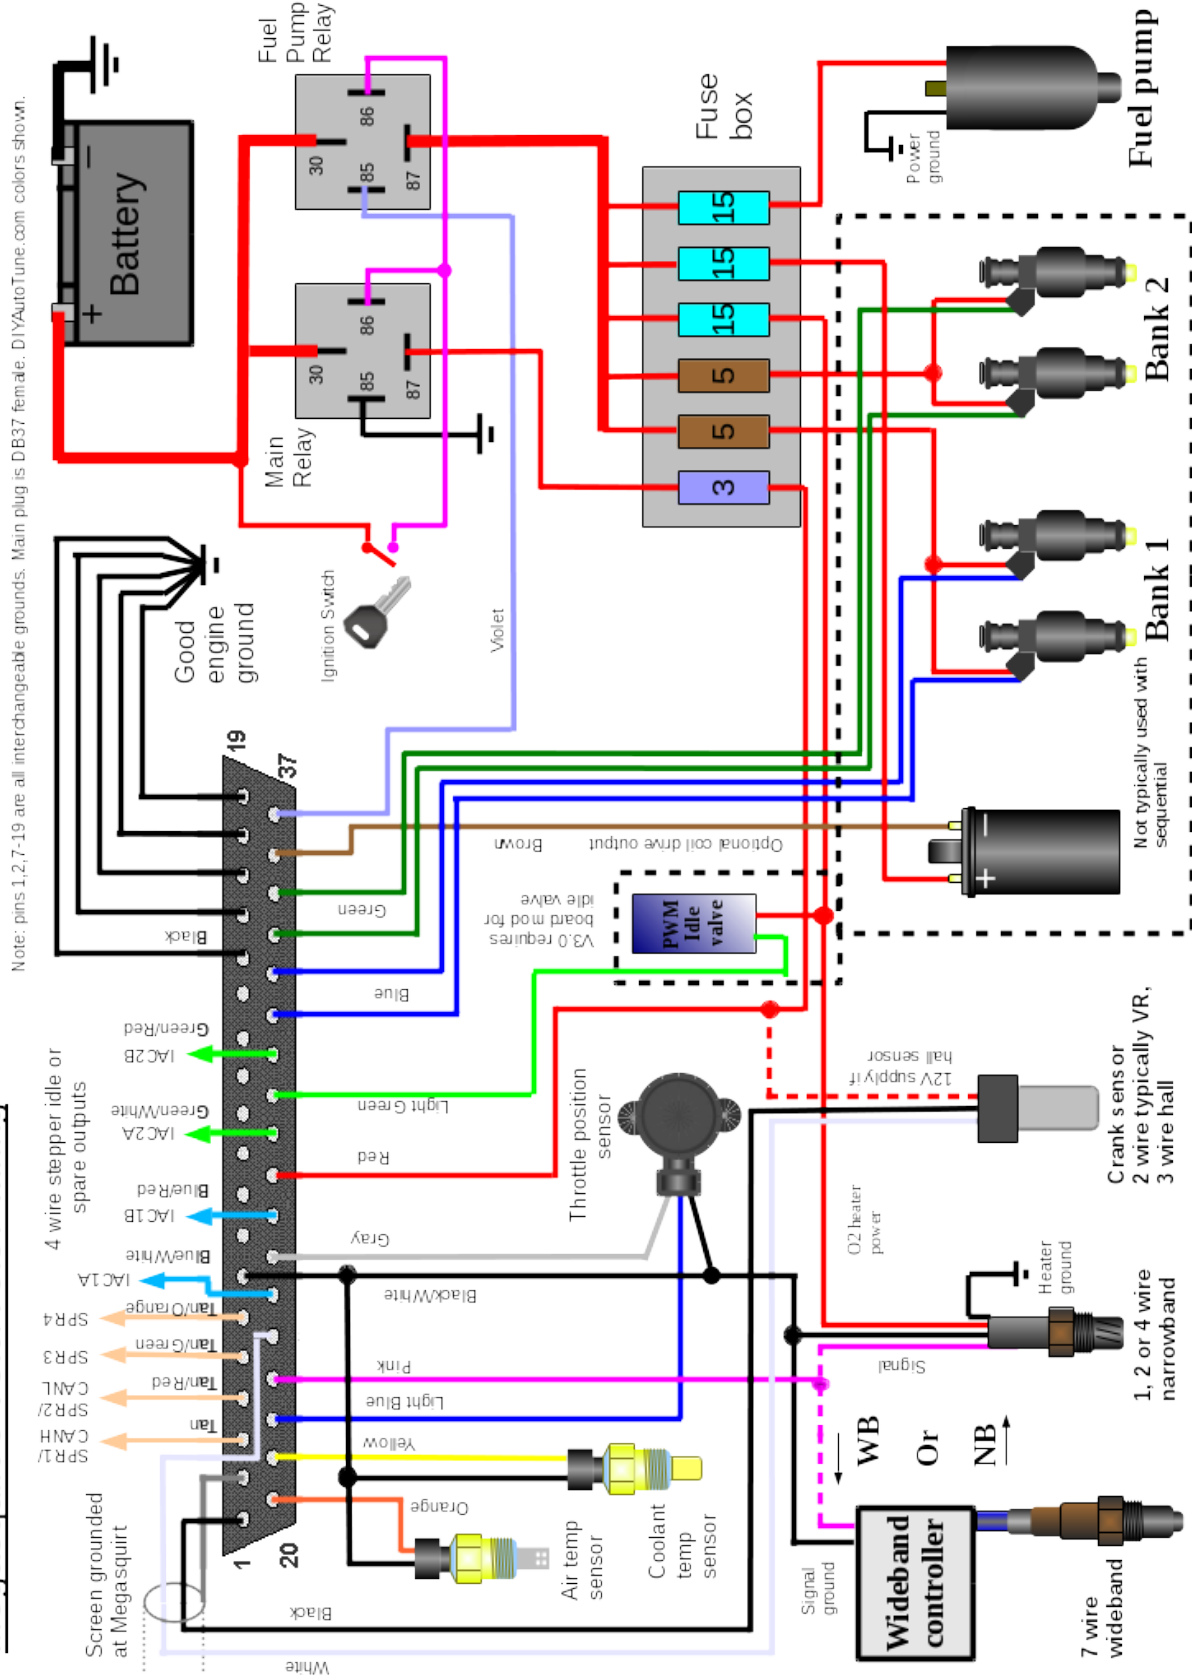 Note: pins 1,2,7-19 are all interchangeable grounds. Main plug is DB37 female. DIYAutoTune.com colors shown.
Battery
+
−
Fuel
Pump
Relay
30
86
85
87
Main
Relay
30
86
85
87
Fuse
box
15
15
15
5
5
3
Fuel pump
Power
ground
Good
engine
ground
Ignition Switch
Violet
19
37
1
20
Black
Green
Blue
Brown
Optional coil drive output
V3.0 requires
board mod for
idle valve
PWM
Idle
valve
Bank 2
Bank 1
Not typically used with
sequential
+
−
4 wire stepper idle or
spare outputs
Green/Red
IAC2B
Green/White
IAC2A
Blue/Red
IAC1B
Blue/White
IAC1A
Tan/Orange
SPR4
Tan/Green
SPR3
Tan/Red
SPR2/
CANL
Tan
SPR1/
CANH
Light Green
Red
Gray
Black/White
Pink
Light Blue
Yellow
Orange
Throttle position
sensor
12V supply if
hall sensor
Crank sensor
2 wire typically VR,
3 wire hall
O2 heater
power
Heater
ground
Signal
1, 2 or 4 wire
narrowband
WB
Or
NB
Screen grounded
at Megasquirt
Black
White
Air temp
sensor
Coolant
temp
sensor
Signal
ground
Wideband
controller
7 wire
wideband